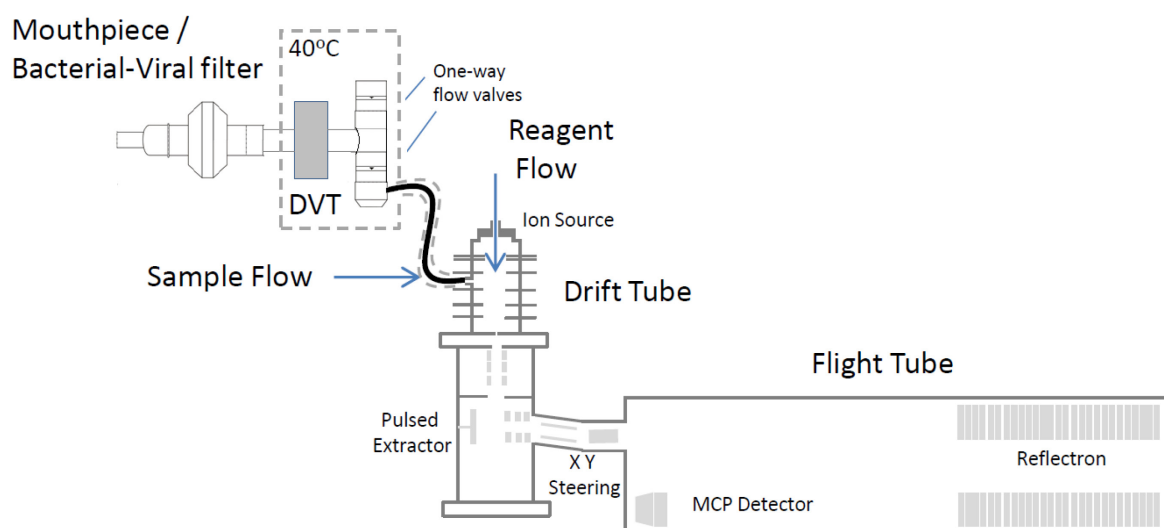 Mouthpiece /
Bacterial-Viral filter
40ºC
One-way
flow valves
DVT
Reagent
Flow
Ion Source
Sample Flow
Drift Tube
Flight Tube
Pulsed
Extractor
X Y
Steering
Reflectron
MCP Detector